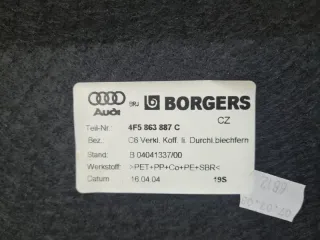 Audi BRJ BORGERS
CZ
Teil-Nr. 4F5 863 887 C
Bez.: C6 Verkl. Koff. li. Durchl.blechfern
Stand: B 04041337/00
Werkstoff: >PET+PP+Co+PE+SBR<
Datum 16.04.04 19S